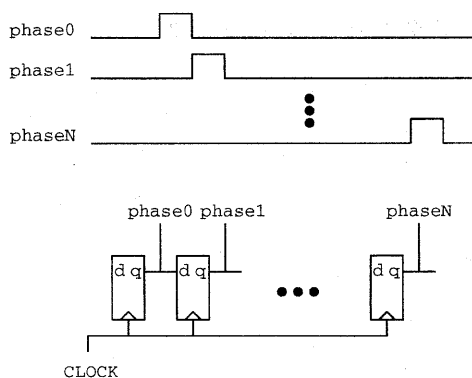 phase0
phase1
phaseN
phase0 phase1 phaseN
d q d q d q
CLOCK